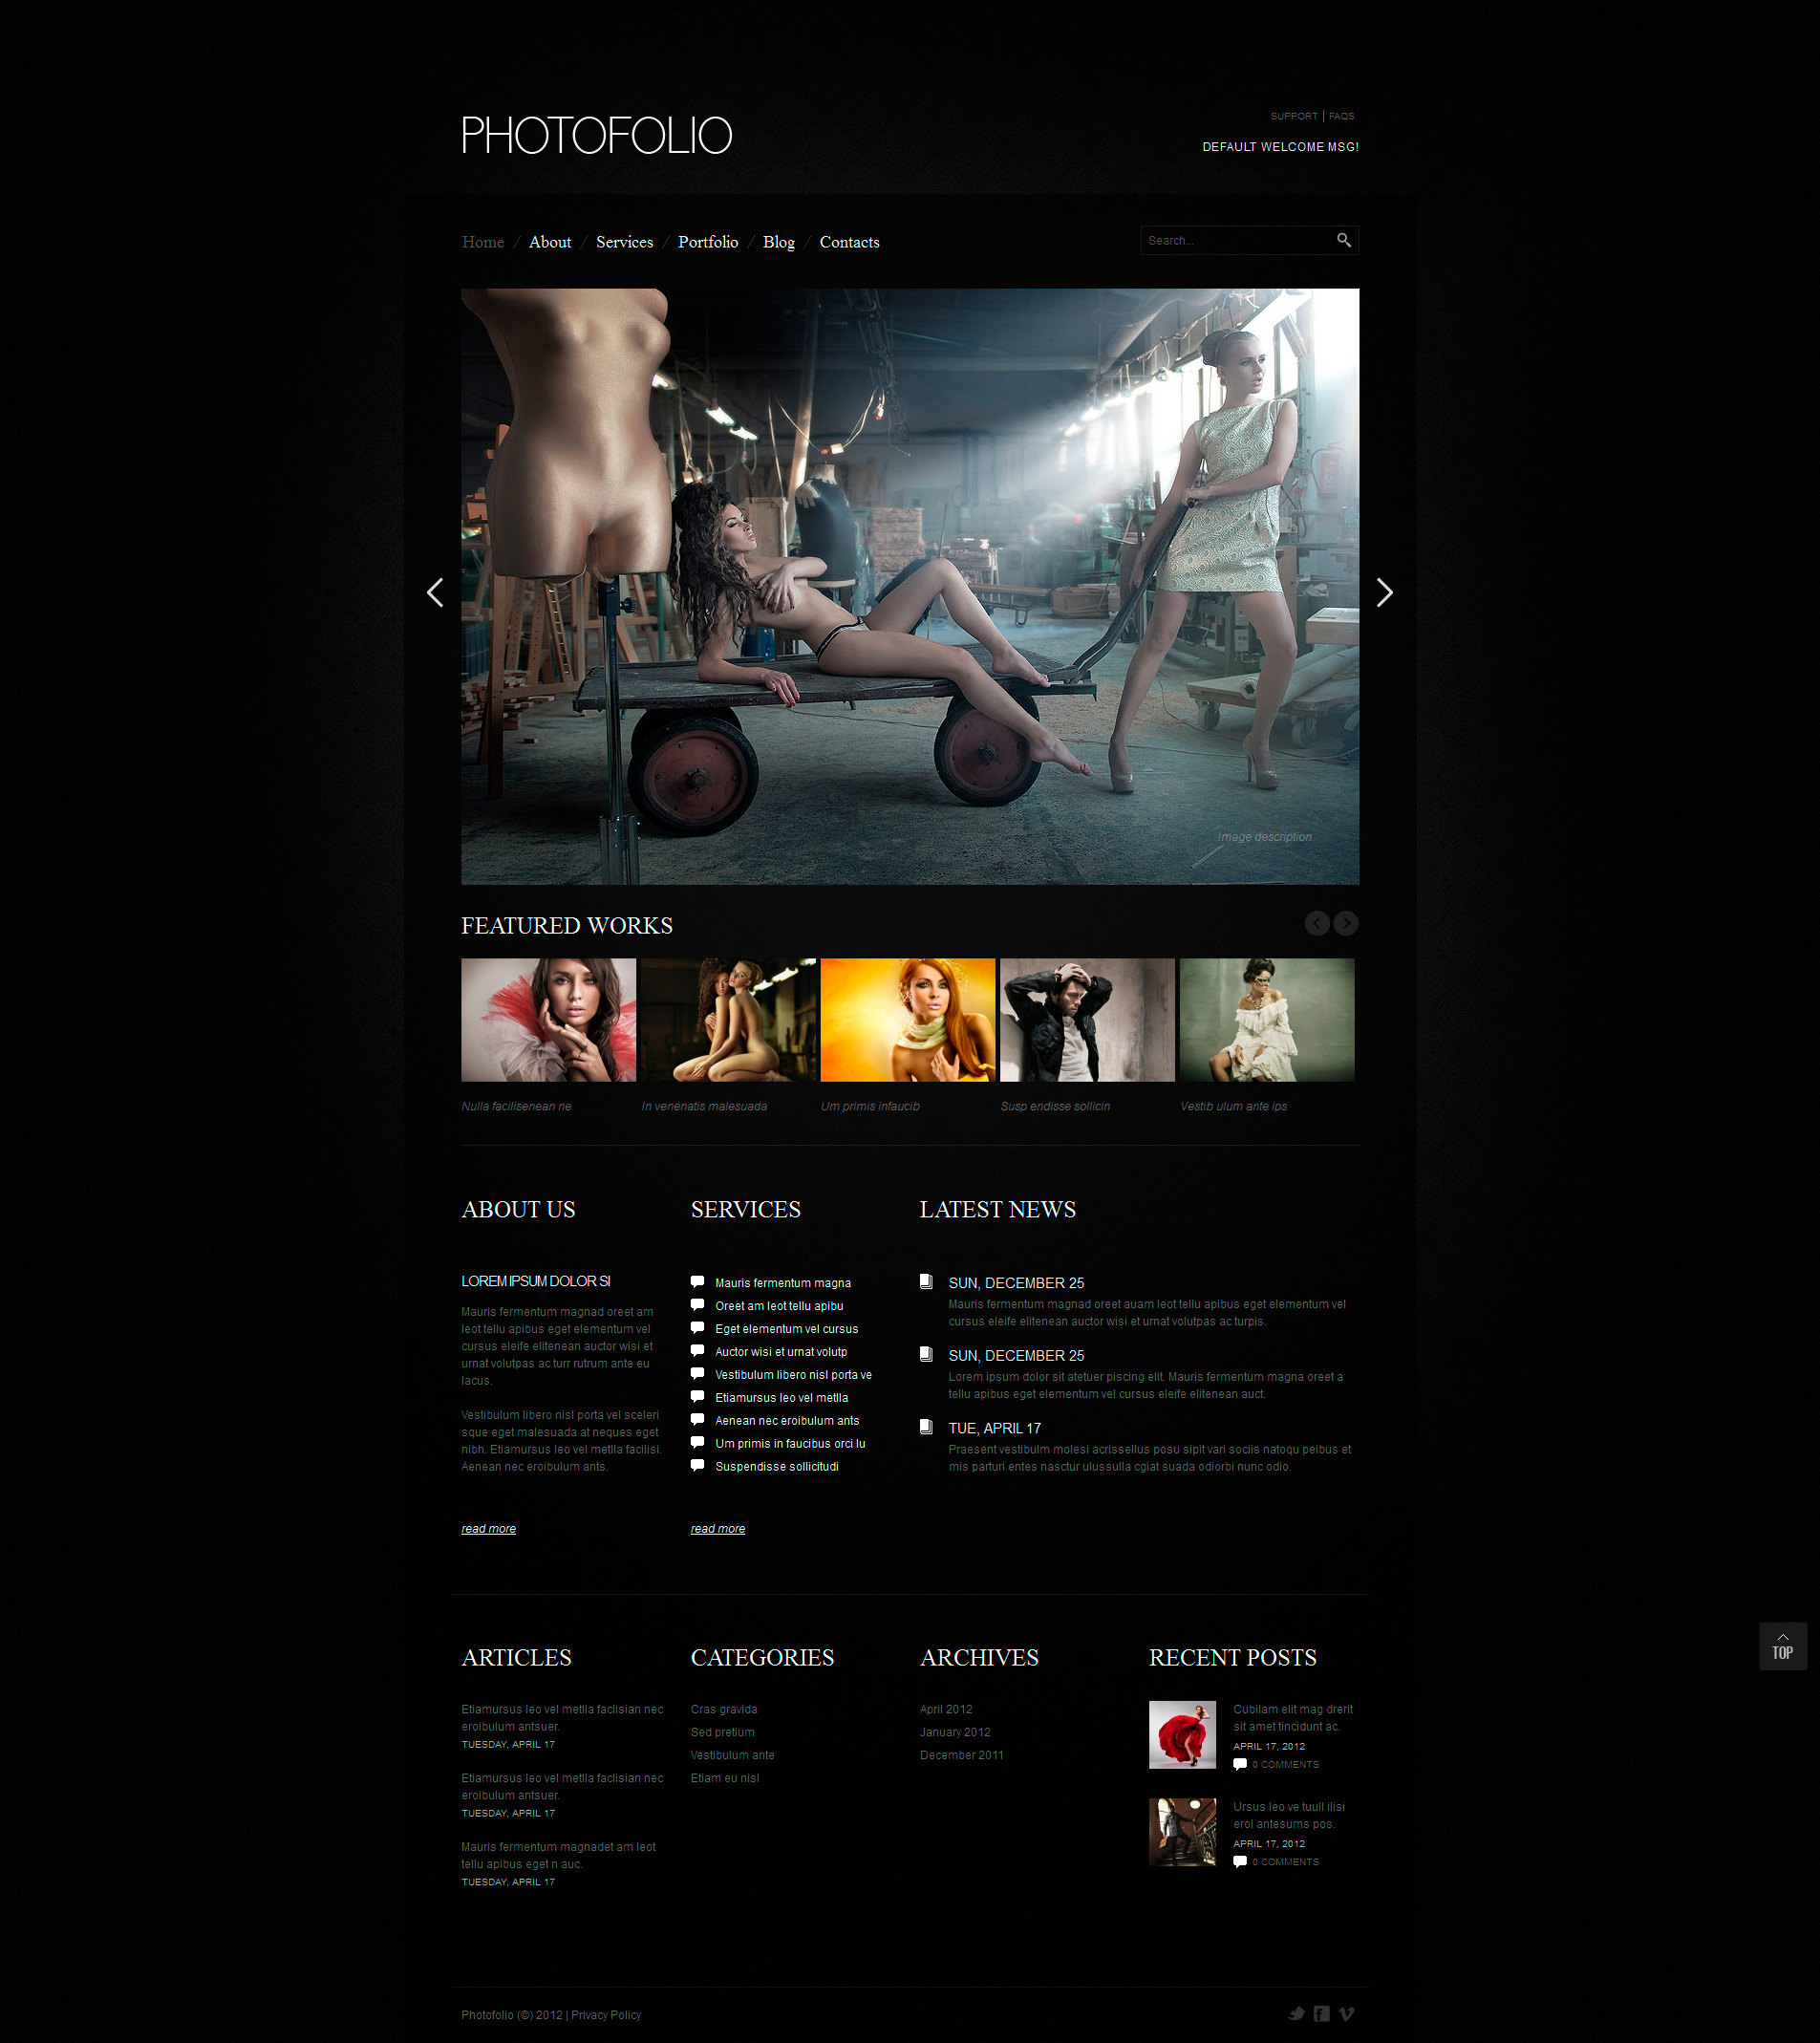 PHOTOFOLIO
SUPPORT | FAQS
DEFAULT WELCOME MSG!
Home / About / Services / Portfolio / Blog / Contacts
Search...
Image description
FEATURED WORKS
Nulla facilisenean ne
In venenatis malesuada
Um primis infaucib
Susp endisse sollicin
Vestib ulum ante ips
ABOUT US
LOREM IPSUM DOLOR SI
Mauris fermentum magnad oreet am
leot tellu apibus eget elementum vel
cursus eleife elitenean auctor wisi et
urnat volutpas ac turr rutrum ante eu
lacus.
Vestibulum libero nisl porta vel sceleri
sque eget malesuada at neques eget
nibh. Etiamursus leo vel metlla facilisi.
Aenean nec eroibulum ants.
read more
SERVICES
Mauris fermentum magna
Oreet am leot tellu apibu
Eget elementum vel cursus
Auctor wisi et urnat volutp
Vestibulum libero nisl porta ve
Etiamursus leo vel metlla
Aenean nec eroibulum ants
Um primis in faucibus orci lu
Suspendisse sollicitudi
read more
LATEST NEWS
SUN, DECEMBER 25
Mauris fermentum magnad oreet auam leot tellu apibus eget elementum vel
cursus eleife elitenean auctor wisi et urnat volutpas ac turpis.
SUN, DECEMBER 25
Lorem ipsum dolor sit atetuer piscing elit. Mauris fermentum magna oreet a
tellu apibus eget elementum vel cursus eleife elitenean auct.
TUE, APRIL 17
Praesent vestibulum molesi acrissellus posu sipit vari sociis natoqu peibus et
mis parturi entes nasctur ulussulla cgiat suada odiorbi nunc odio.
TOP
ARTICLES
Etiamursus leo vel metlla faclisian nec
eroibulum antsuer.
TUESDAY, APRIL 17
Etiamursus leo vel metlla faclisian nec
eroibulum antsuer.
TUESDAY, APRIL 17
Mauris fermentum magnadet am leot
tellu apibus eget n auc.
TUESDAY, APRIL 17
CATEGORIES
Cras gravida
Sed pretium
Vestibulum ante
Etiam eu nisl
ARCHIVES
April 2012
January 2012
December 2011
RECENT POSTS
Cubilam elit mag drerit
sit amet tincidunt ac.
APRIL 17, 2012
0 COMMENTS
Ursus leo ve tuull ilisi
erol antesums pos.
APRIL 17, 2012
0 COMMENTS
Photofolio (©) 2012 | Privacy Policy